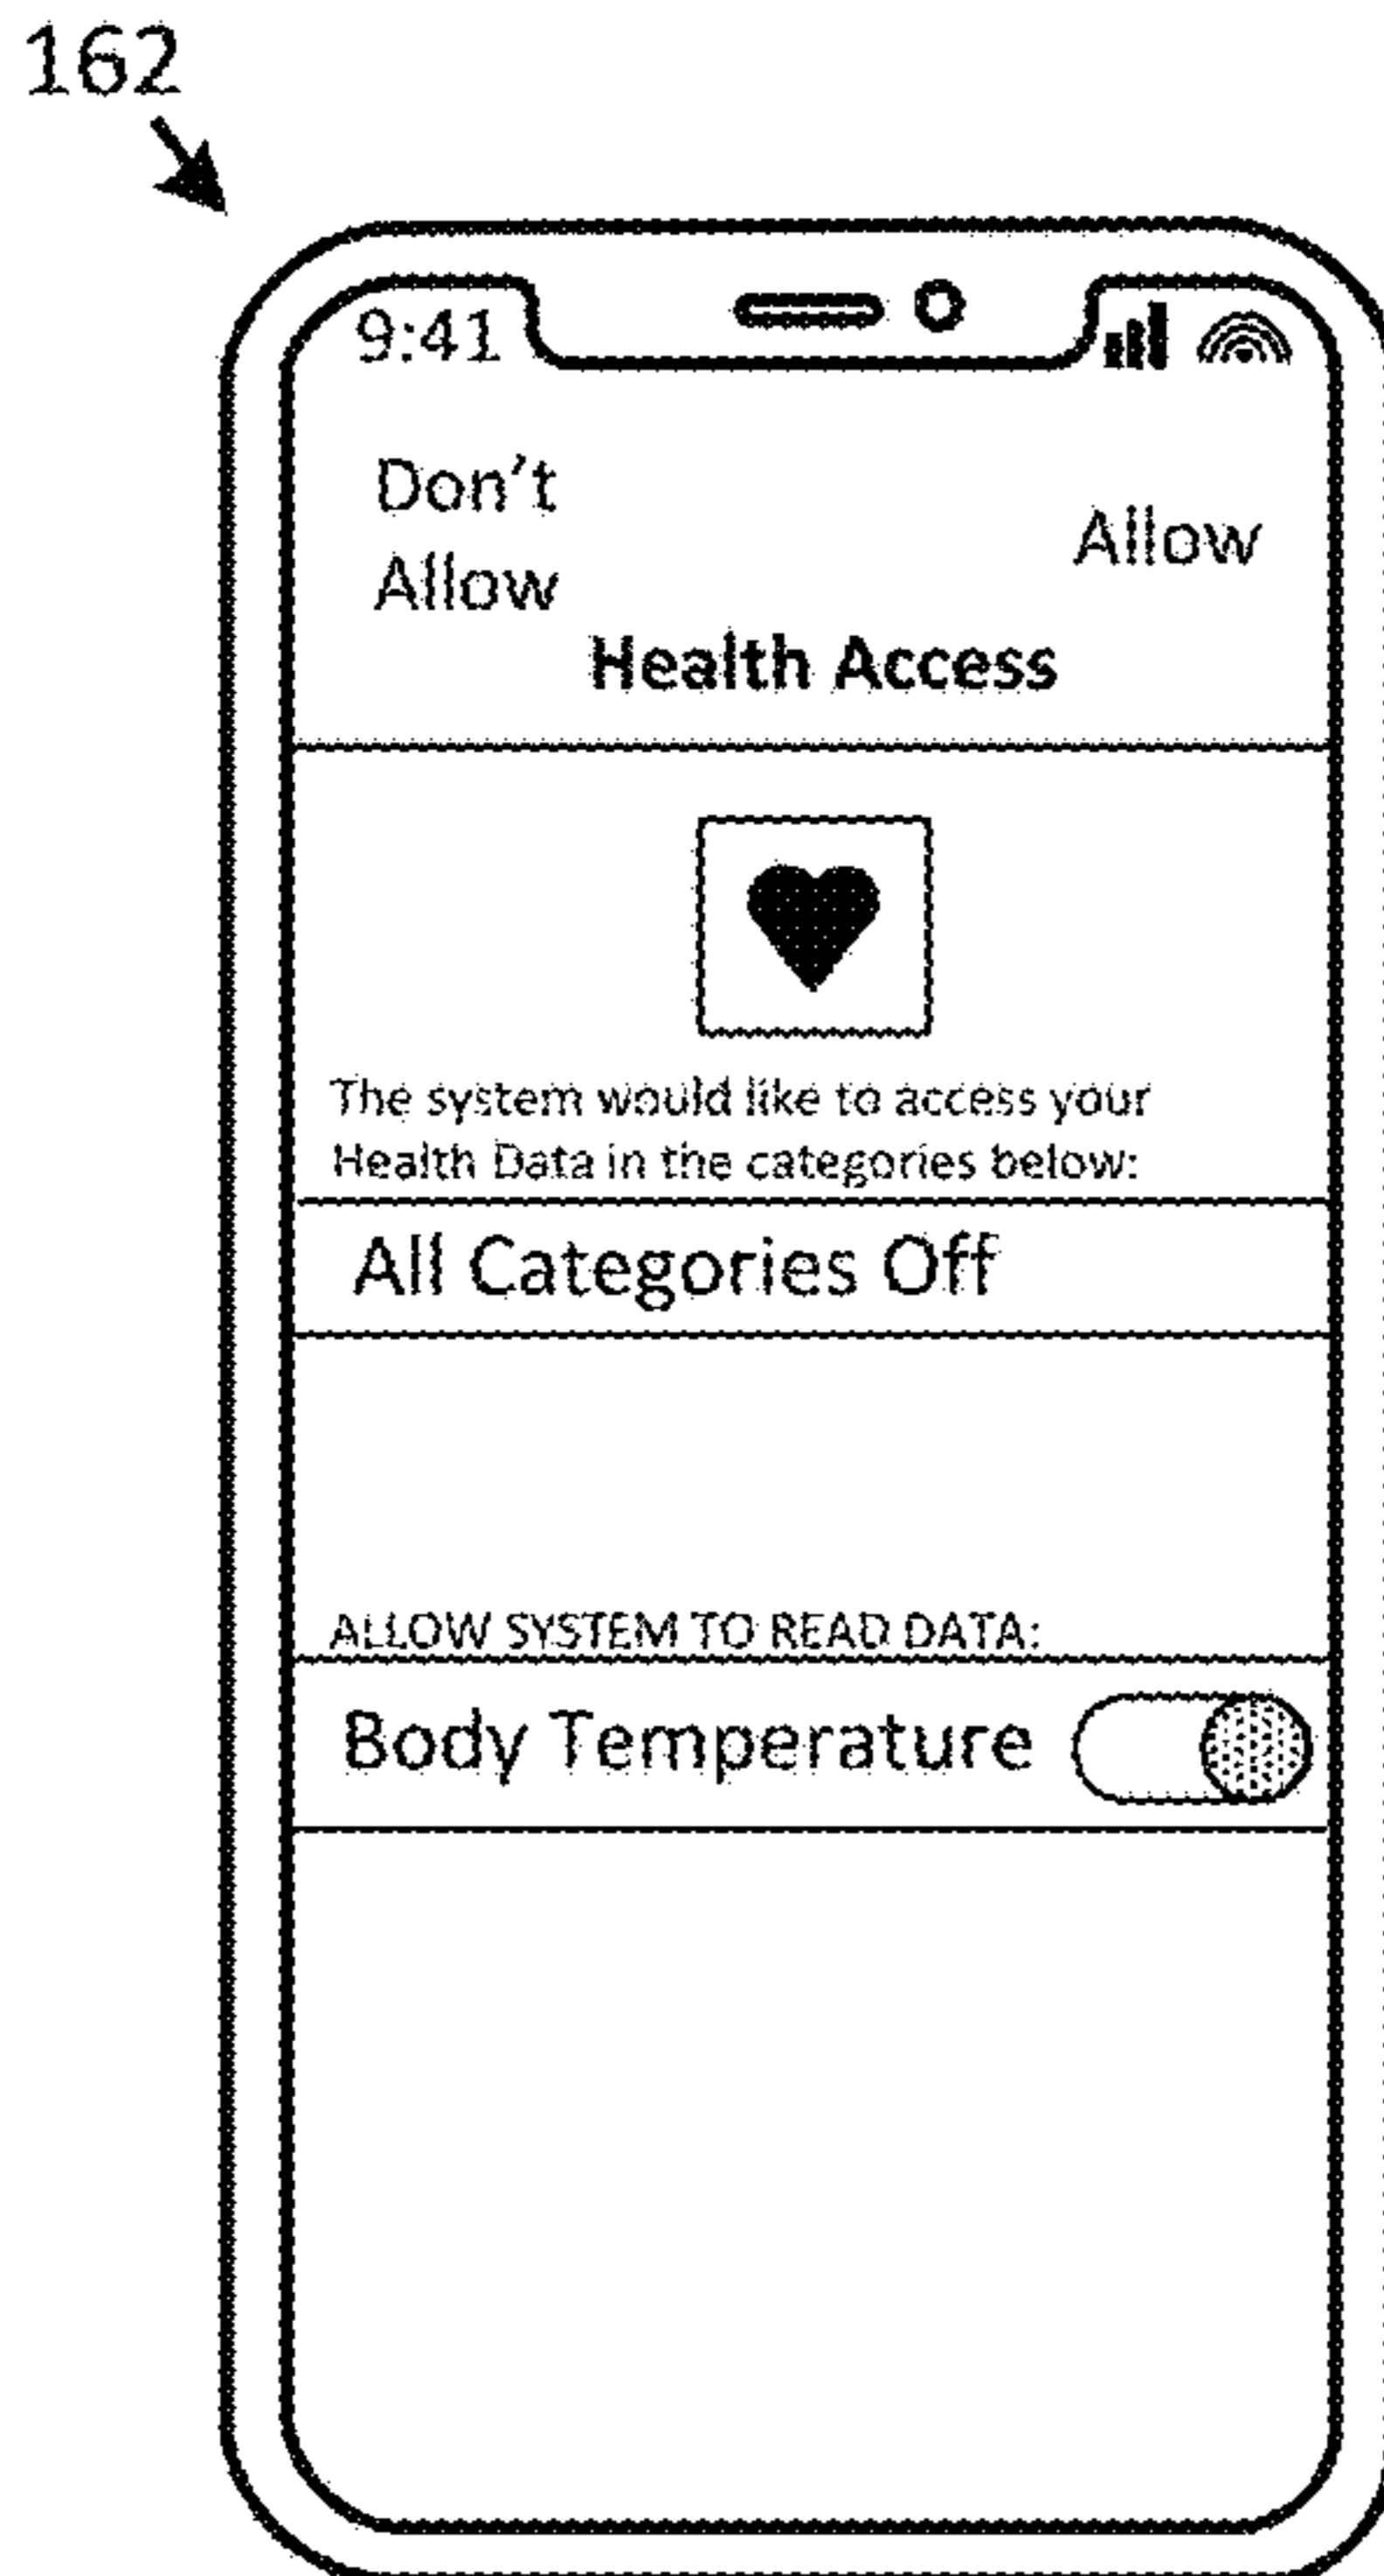 162
9:41
Don't
Allow
Allow
Health Access
The system would like to access your
Health Data in the categories below:
All Categories Off
ALLOW SYSTEM TO READ DATA:
Body Temperature